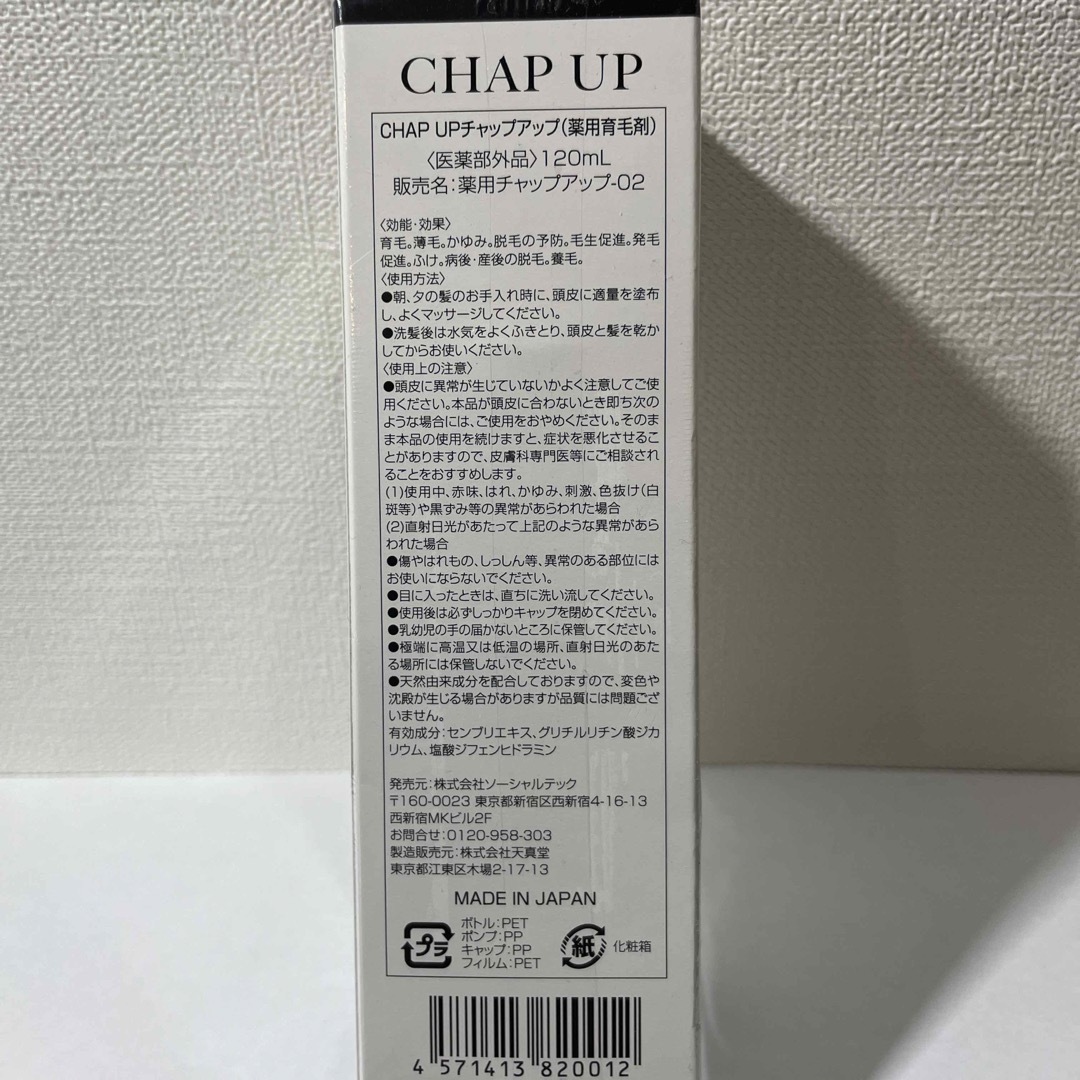 CHAP UP
CHAP UPチャップアップ(薬用育毛剤)
〈医薬部外品〉120mL
販売名:薬用チャップアップ-02
〈効能・効果〉
育毛。薄毛。かゆみ。脱毛の予防。毛生促進。発毛
促進。ふけ。病後・産後の脱毛。養毛。
〈使用方法〉
●朝、夕の髪のお手入れ時に、頭皮に適量を塗布
し、よくマッサージしてください。
●洗髪後は水気をよくふきとり、頭皮と髪を乾か
してからお使いください。
〈使用上の注意〉
●頭皮に異常が生じていないかよく注意してご使
用ください。本品が頭皮に合わないとき即ち次の
ような場合には、ご使用をおやめください。そのま
ま本品の使用を続けますと、症状を悪化させるこ
とがありますので、皮膚科専門医等にご相談され
ることをおすすめします。
(1)使用中、赤味、はれ、かゆみ、刺激、色抜け(白
斑等)や黒ずみ等の異常があらわれた場合
(2)直射日光があたって上記のような異常があら
われた場合
●傷やはれもの、しっしん等、異常のある部位には
お使いにならないでください。
●目に入ったときは、直ちに洗い流してください。
●使用後は必ずしっかりキャップを閉めてください。
●乳幼児の手の届かないところに保管してください。
●極端に高温又は低温の場所、直射日光のあた
る場所には保管しないでください。
●天然由来成分を配合しておりますので、変色や
沈殿が生じる場合がありますが品質には問題ござ
いません。
有効成分:センブリエキス、グリチルリチン酸ジカ
リウム、塩酸ジフェンヒドラミン
発売元:株式会社ソーシャルテック
〒160-0023 東京都新宿区西新宿4-16-13
西新宿MKビル2F
お問合せ:0120-958-303
製造販売元:株式会社天真堂
東京都江東区木場2-17-13
MADE IN JAPAN
プラ
ボトル:PET
ポンプ:PP
キャップ:PP
フィルム:PET
紙
化粧箱
4 571413 820012